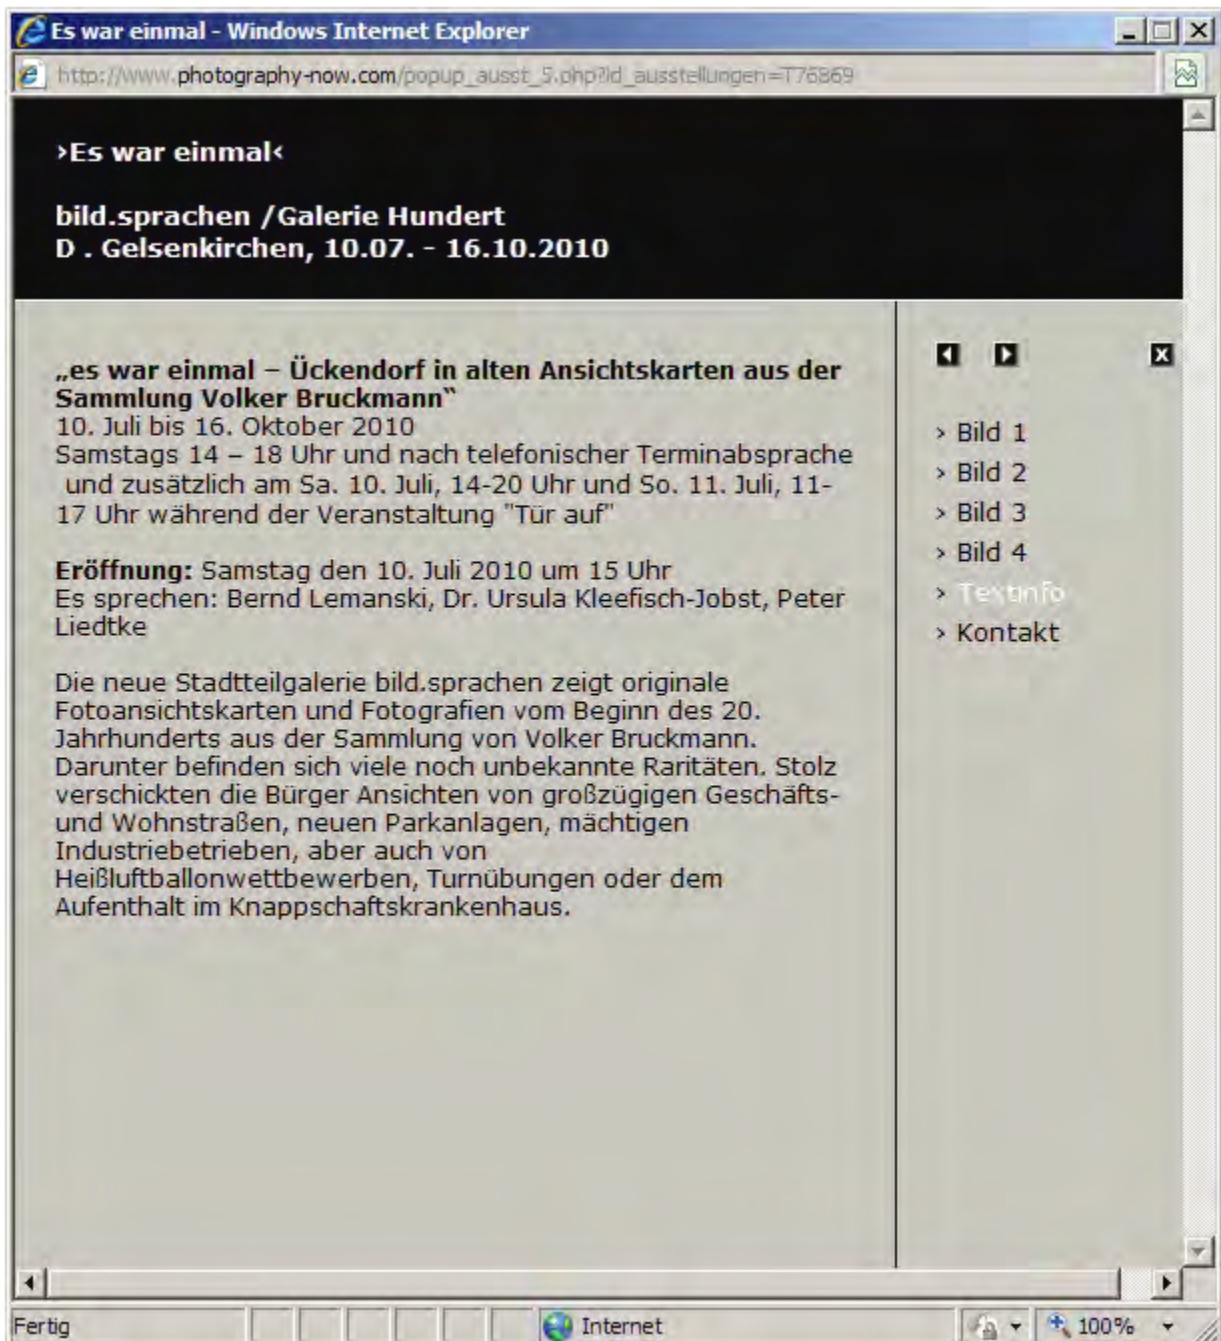 Es war einmal - Windows Internet Explorer
http://www.photography-now.com/popup_ausst_5.php?id_ausstellungen=T76869
›Es war einmal‹
bild.sprachen /Galerie Hundert
D . Gelsenkirchen, 10.07. - 16.10.2010
„es war einmal – Ückendorf in alten Ansichtskarten aus der
Sammlung Volker Bruckmann“
10. Juli bis 16. Oktober 2010
Samstags 14 – 18 Uhr und nach telefonischer Terminabsprache
und zusätzlich am Sa. 10. Juli, 14-20 Uhr und So. 11. Juli, 11-
17 Uhr während der Veranstaltung "Tür auf"
Eröffnung: Samstag den 10. Juli 2010 um 15 Uhr
Es sprechen: Bernd Lemanski, Dr. Ursula Kleefisch-Jobst, Peter
Liedtke
Die neue Stadtteilgalerie bild.sprachen zeigt originale
Fotoansichtskarten und Fotografien vom Beginn des 20.
Jahrhunderts aus der Sammlung von Volker Bruckmann.
Darunter befinden sich viele noch unbekannte Raritäten. Stolz
verschickten die Bürger Ansichten von großzügigen Geschäfts-
und Wohnstraßen, neuen Parkanlagen, mächtigen
Industriebetrieben, aber auch von
Heißluftballonwettbewerben, Turnübungen oder dem
Aufenthalt im Knappschaftskrankenhaus.
› Bild 1
› Bild 2
› Bild 3
› Bild 4
› Textinfo
› Kontakt
Fertig
Internet
100%